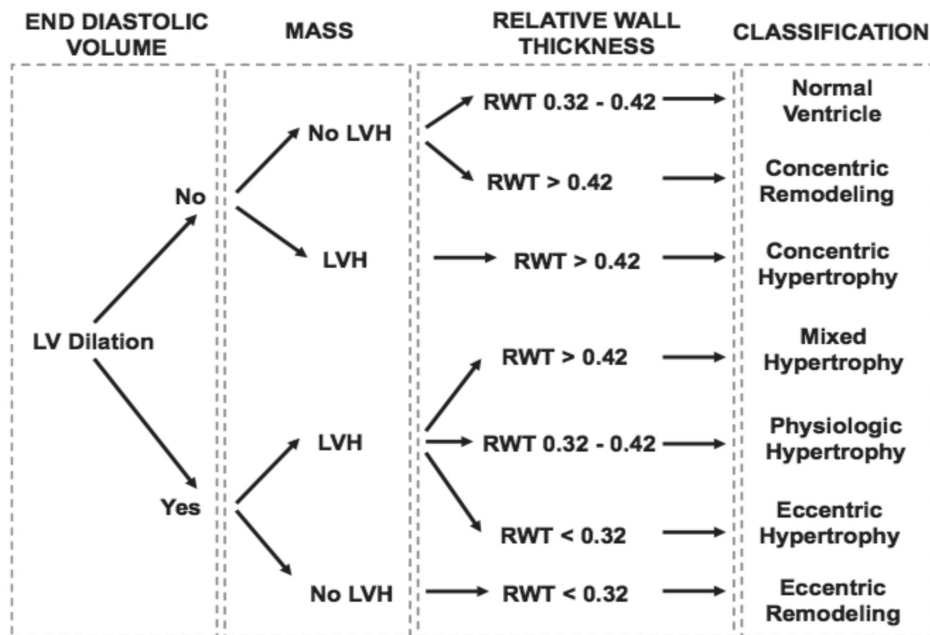 END DIASTOLIC
VOLUME
MASS
RELATIVE WALL
THICKNESS
CLASSIFICATION
LV Dilation
No
Yes
No LVH
LVH
LVH
No LVH
RWT 0.32 - 0.42
RWT > 0.42
RWT > 0.42
RWT > 0.42
RWT 0.32 - 0.42
RWT < 0.32
RWT < 0.32
Normal
Ventricle
Concentric
Remodeling
Concentric
Hypertrophy
Mixed
Hypertrophy
Physiologic
Hypertrophy
Eccentric
Hypertrophy
Eccentric
Remodeling